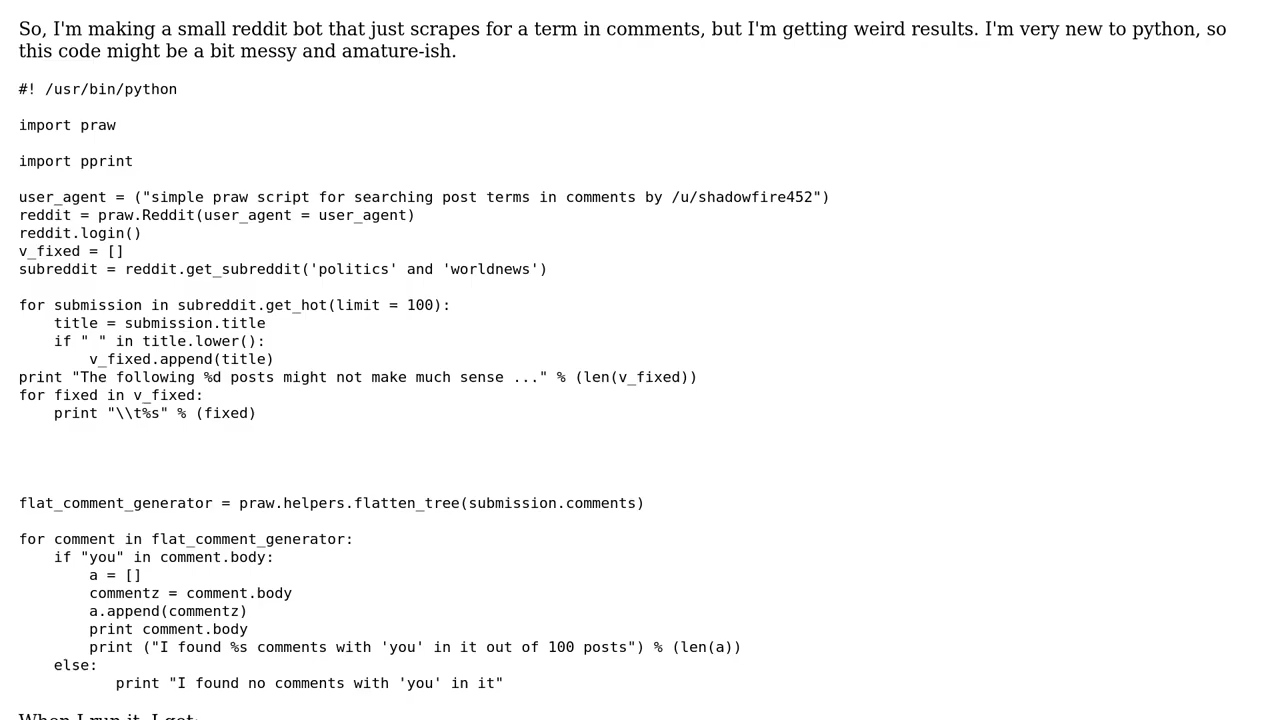 So, I'm making a small reddit bot that just scrapes for a term in comments, but I'm getting weird results. I'm very new to python, so
this code might be a bit messy and amature-ish.
#! /usr/bin/python
import praw
import pprint
user_agent = ("simple praw script for searching post terms in comments by /u/shadowfire452")
reddit = praw.Reddit(user_agent = user_agent)
reddit.login()
v_fixed = []
subreddit = reddit.get_subreddit('politics' and 'worldnews')
for submission in subreddit.get_hot(limit = 100):
    title = submission.title
    if " " in title.lower():
        v_fixed.append(title)
print "The following %d posts might not make much sense ..." % (len(v_fixed))
for fixed in v_fixed:
    print "\\t%s" % (fixed)
flat_comment_generator = praw.helpers.flatten_tree(submission.comments)
for comment in flat_comment_generator:
    if "you" in comment.body:
        a = []
        commentz = comment.body
        a.append(commentz)
        print comment.body
        print ("I found %s comments with 'you' in it out of 100 posts") % (len(a))
    else:
           print "I found no comments with 'you' in it"
When I run it, I get: